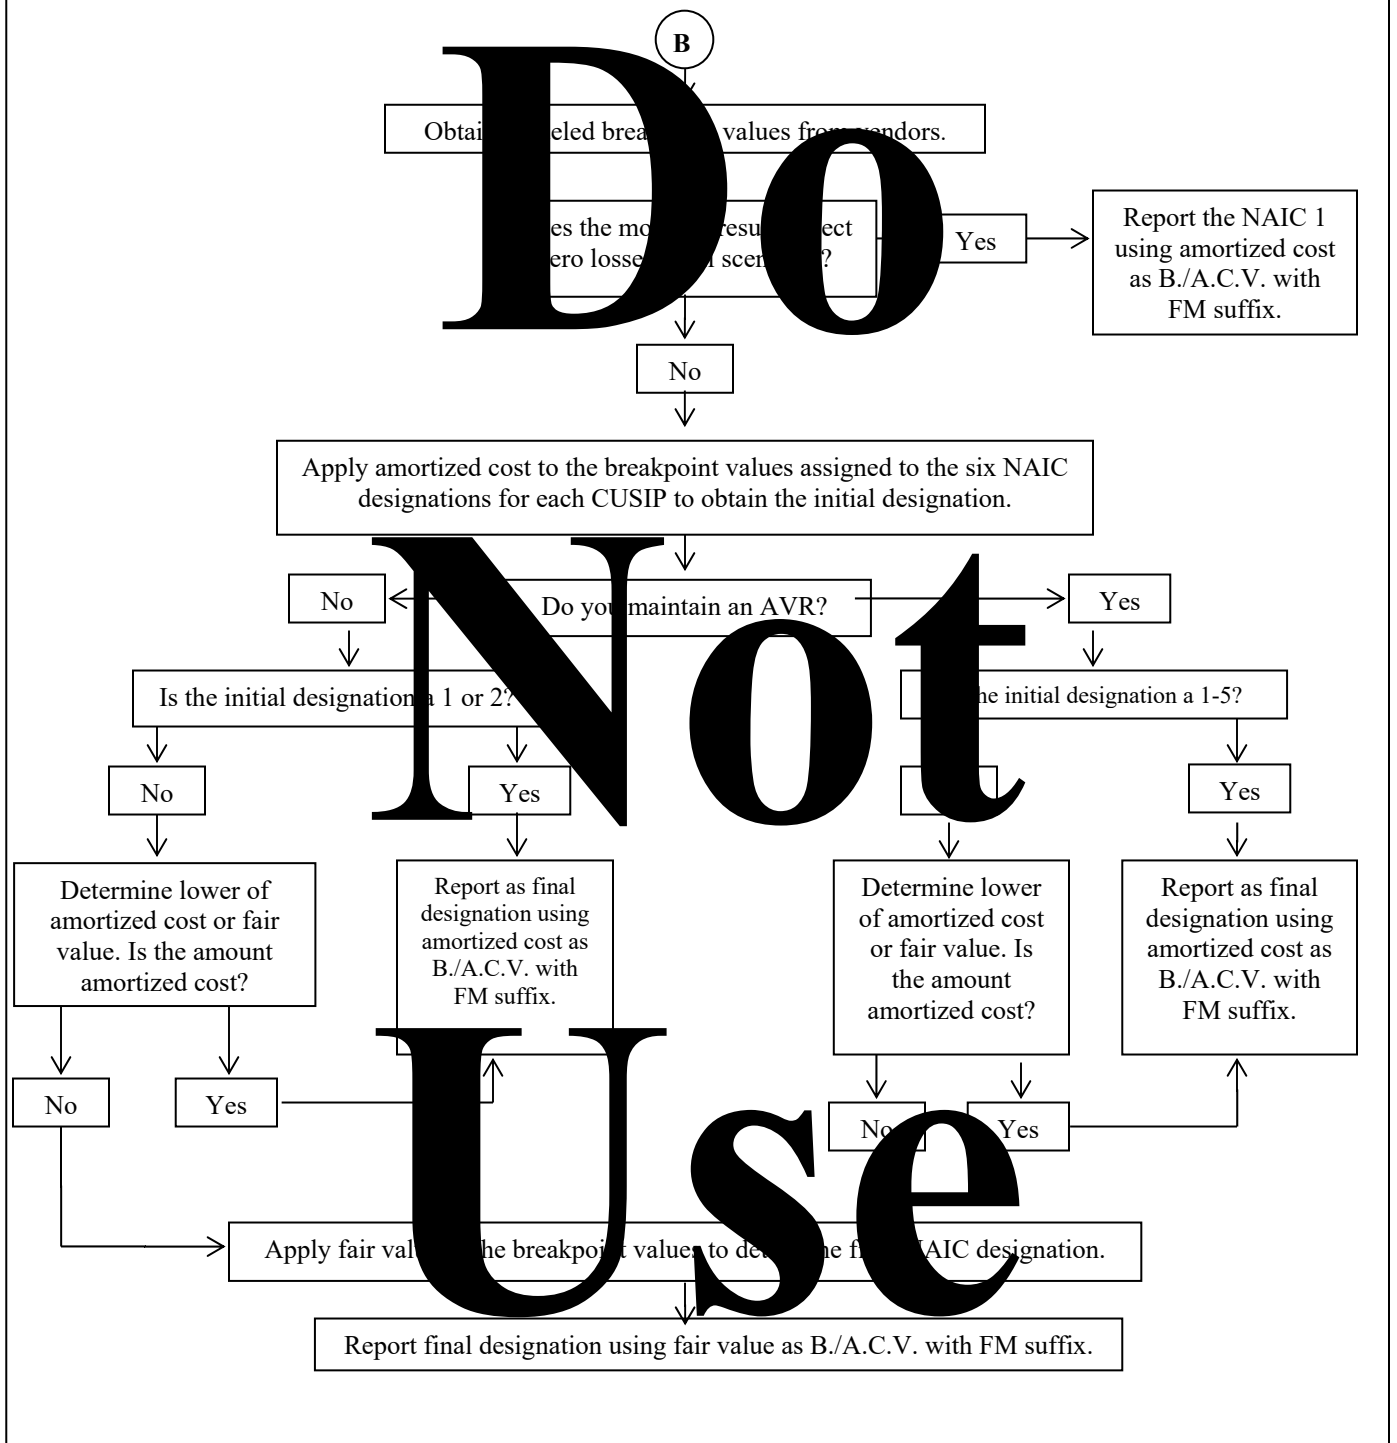 B
Obtai eled brea values from vendors.
es the mo resu ect
ero losse scen ?
Yes
Report the NAIC 1
using amortized cost
as B./A.C.V. with
FM suffix.
Do
No
Apply amortized cost to the breakpoint values assigned to the six NAIC
designations for each CUSIP to obtain the initial designation.
No
Do you maintain an AVR?
Yes
Not
Is the initial designation a 1 or 2?
the initial designation a 1-5?
No
Yes
Yes
Determine lower of
amortized cost or fair
value. Is the amount
amortized cost?
Report as final
designation using
amortized cost as
B./A.C.V. with
FM suffix.
Determine lower
of amortized cost
or fair value. Is
the amount
amortized cost?
Report as final
designation using
amortized cost as
B./A.C.V. with
FM suffix.
No
Yes
No
Yes
Use
Apply fair val the breakpoint values to de e f NAIC designation.
Report final designation using fair value as B./A.C.V. with FM suffix.